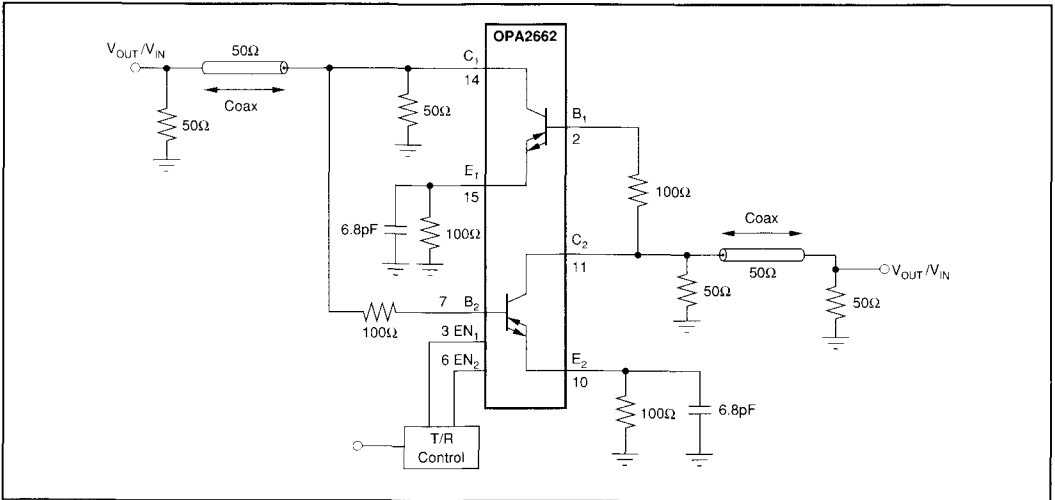 OPA2662
V_OUT/V_IN
50Ω
Coax
50Ω
C₁
14
50Ω
B₁
2
E₁
15
6.8pF
100Ω
100Ω
Coax
C₂
11
50Ω
50Ω
V_OUT/V_IN
50Ω
100Ω
7 B₂
3 EN₁
6 EN₂
E₂
10
100Ω
6.8pF
T/R
Control